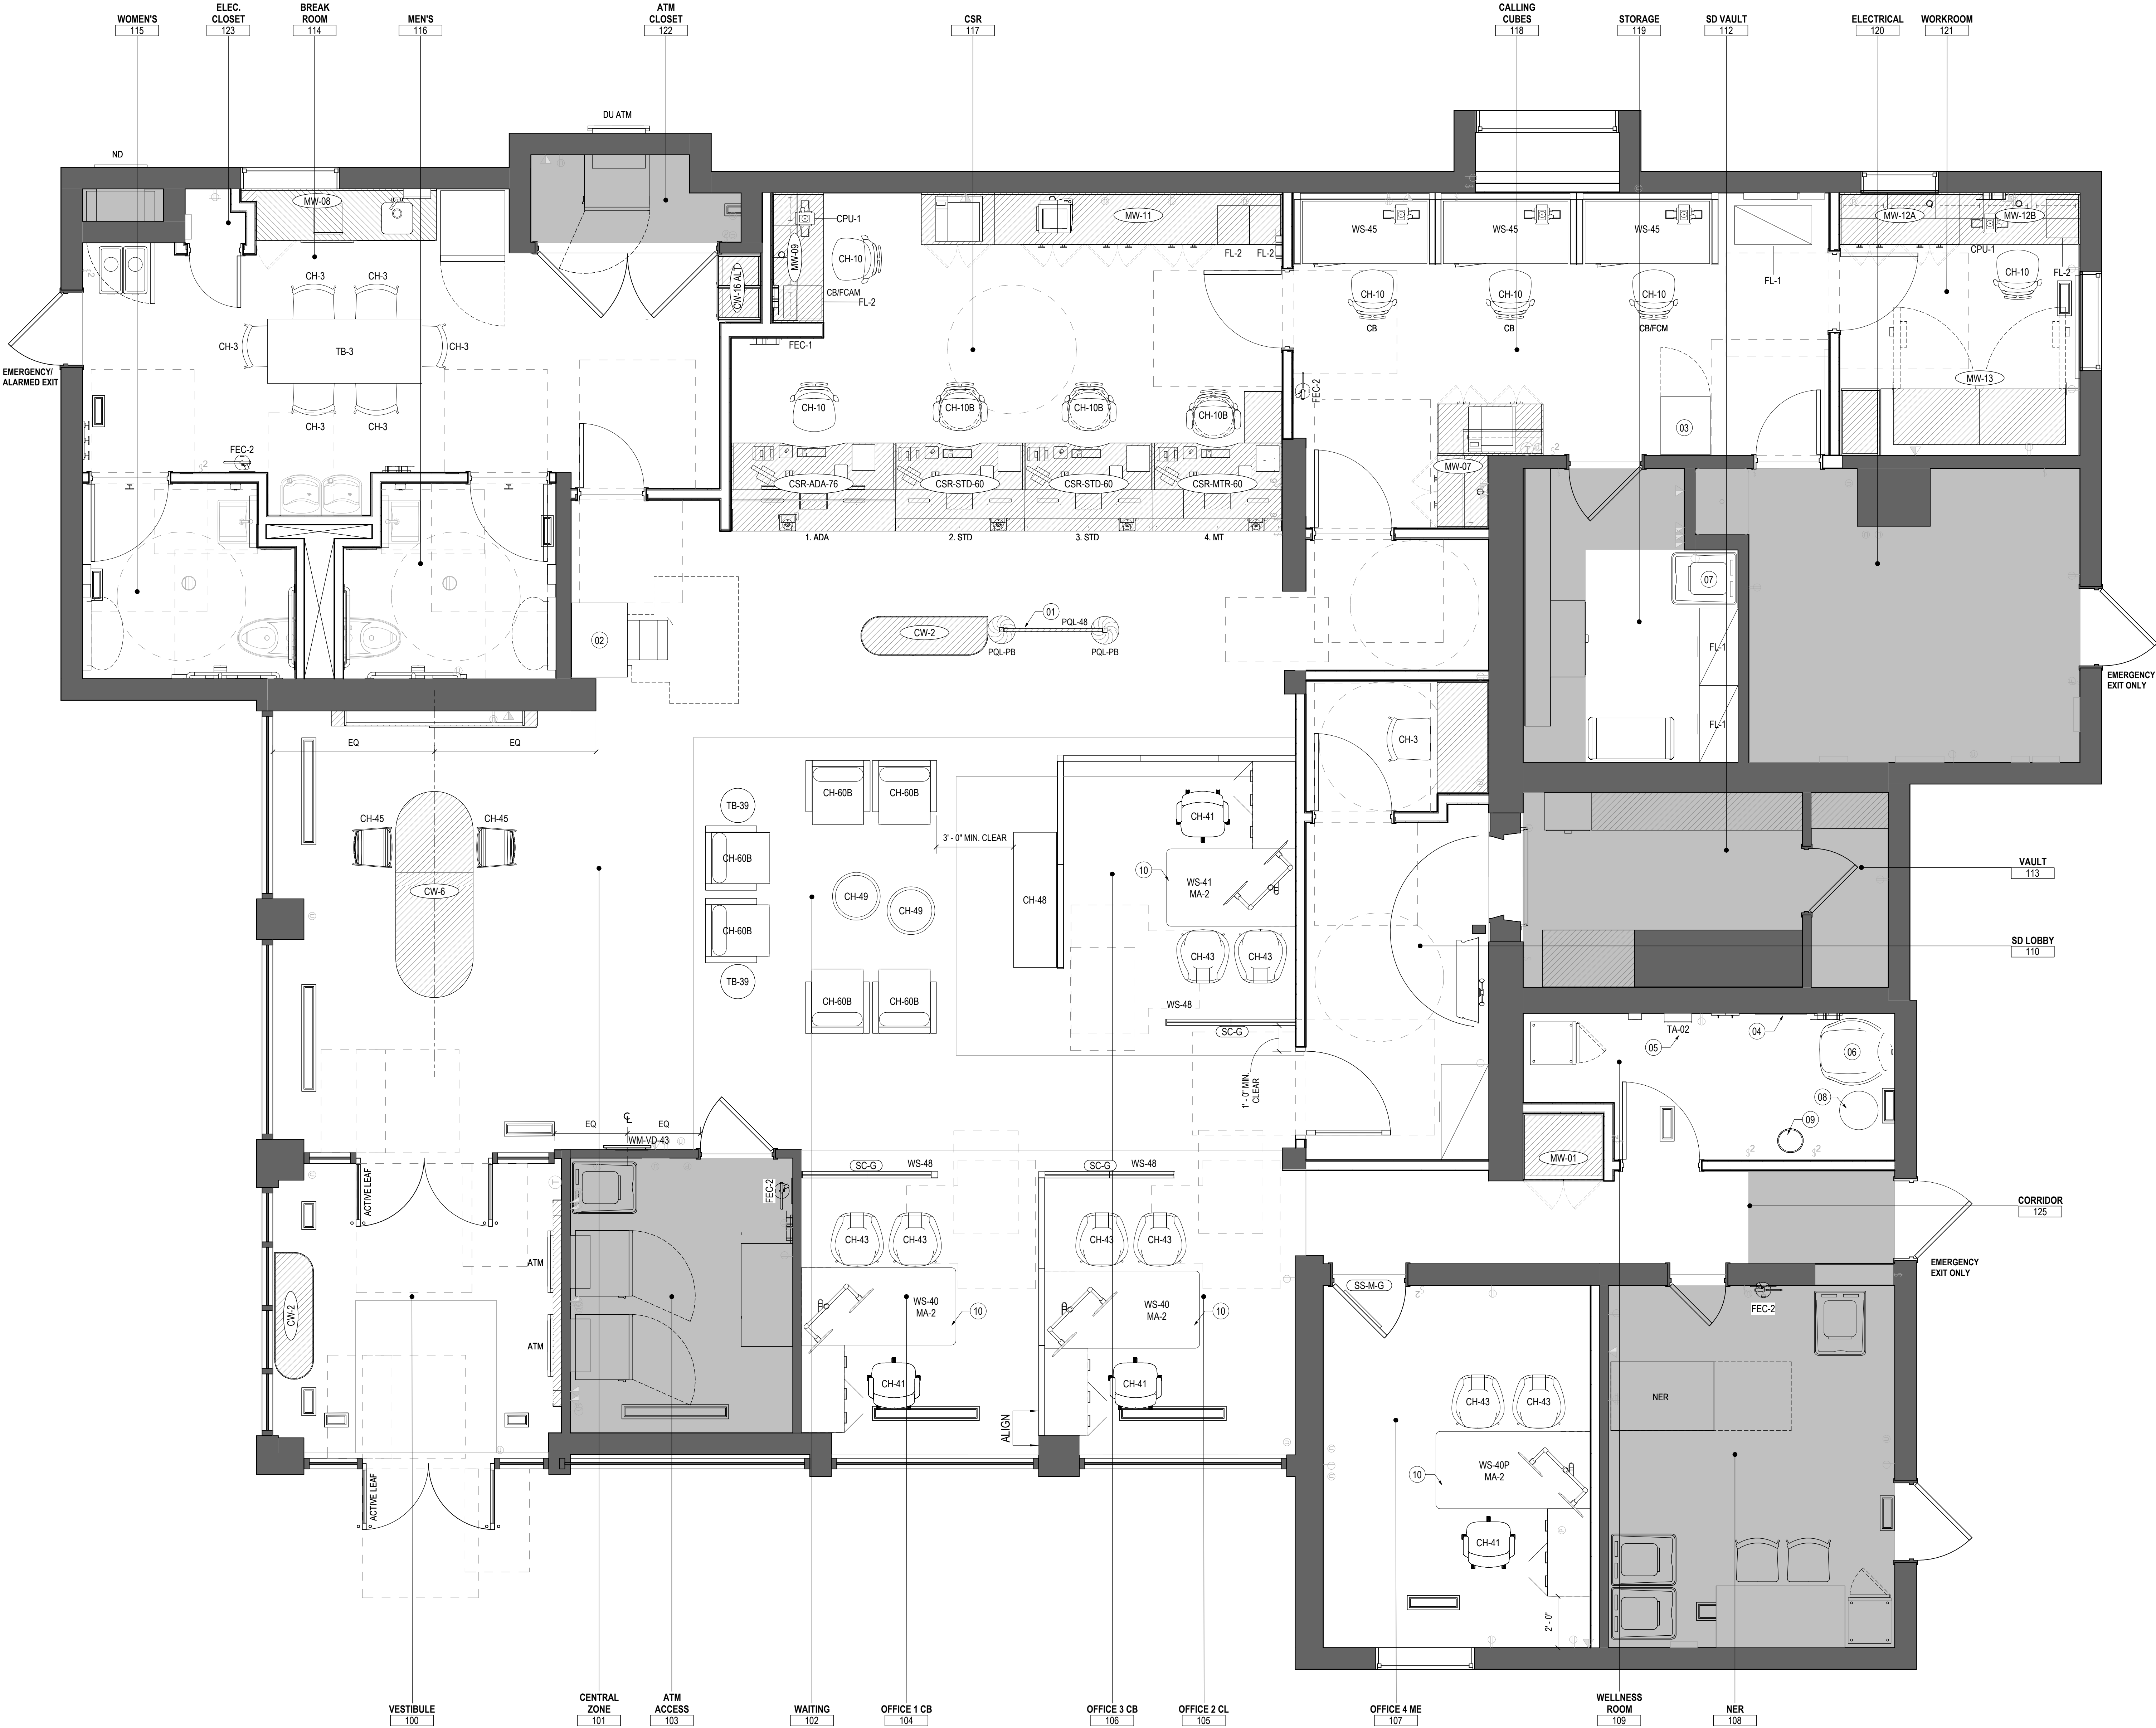 WOMEN'S
115
ELEC.
CLOSET
123
BREAK
ROOM
114
MEN'S
116
ATM
CLOSET
122
CSR
117
CALLING
CUBES
118
STORAGE
119
SD VAULT
112
ELECTRICAL
120
WORKROOM
121
DU ATM
ND
MW-08
CPU-1
MW-09
CH-10
CB/FCAM
FL-2
CW-16 ALT
FEC-1
MW-11
FL-2
FL-2
WS-45
WS-45
WS-45
CH-10
CH-10
CH-10
CB
CB
CB/FCM
FL-1
MW-12A
MW-12B
CPU-1
CH-10
FL-2
MW-13
EMERGENCY/
ALARMED EXIT
CH-3
CH-3
CH-3
TB-3
CH-3
CH-3
CH-3
FEC-2
CH-10
CH-10B
CH-10B
CH-10B
FEC-2
03
MW-07
CSR-ADA-76
CSR-STD-60
CSR-STD-60
CSR-MTR-60
1. ADA
2. STD
3. STD
4. MT
07
FL-1
FL-1
EMERGENCY
EXIT ONLY
02
CW-2
01
PQL-48
PQL-PB
PQL-PB
EQ
EQ
CH-3
CH-45
CH-45
CW-6
TB-39
CH-60B
CH-60B
CH-60B
CH-60B
TB-39
CH-60B
CH-60B
CH-49
CH-49
3' - 0" MIN. CLEAR
CH-48
CH-41
10
WS-41
MA-2
CH-43
CH-43
WS-48
SC-G
1' - 0" MIN.
CLEAR
VAULT
113
SD LOBBY
110
TA-02
05
04
06
08
09
MW-01
CORRIDOR
125
EMERGENCY
EXIT ONLY
EQ
EQ
℄
WM-VD-43
ACTIVE LEAF
CW-2
ATM
ATM
ACTIVE LEAF
FEC-2
SC-G
WS-48
CH-43
CH-43
WS-40
MA-2
10
CH-41
SC-G
WS-48
CH-43
CH-43
WS-40
MA-2
10
CH-41
ALIGN
SS-M-G
CH-43
CH-43
WS-40P
MA-2
10
CH-41
2' - 0"
FEC-2
NER
VESTIBULE
100
CENTRAL
ZONE
101
ATM
ACCESS
103
WAITING
102
OFFICE 1 CB
104
OFFICE 3 CB
106
OFFICE 2 CL
105
OFFICE 4 ME
107
WELLNESS
ROOM
109
NER
108